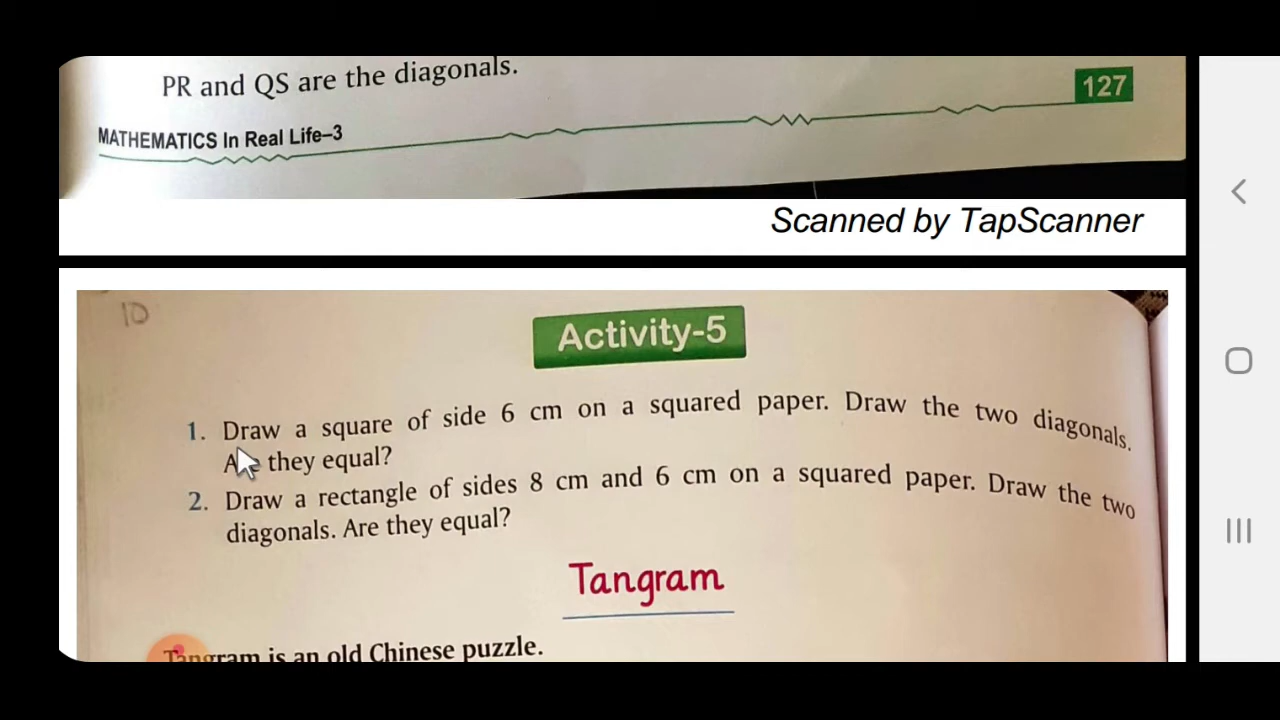 PR and QS are the diagonals.
127
MATHEMATICS In Real Life–3
Scanned by TapScanner
10
Activity-5
1. Draw a square of side 6 cm on a squared paper. Draw the two diagonals.
Are they equal?
2. Draw a rectangle of sides 8 cm and 6 cm on a squared paper. Draw the two
diagonals. Are they equal?
Tangram
Tangram is an old Chinese puzzle.